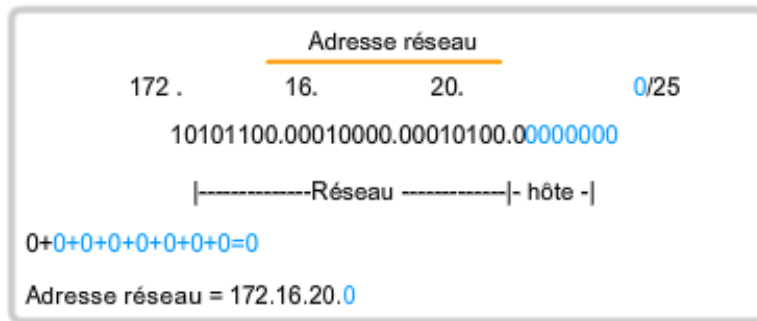 Adresse réseau
172 . 16. 20. 0/25
10101100.00010000.00010100.00000000
|--------------Réseau -------------|- hôte -|
0+0+0+0+0+0+0+0=0
Adresse réseau = 172.16.20.0